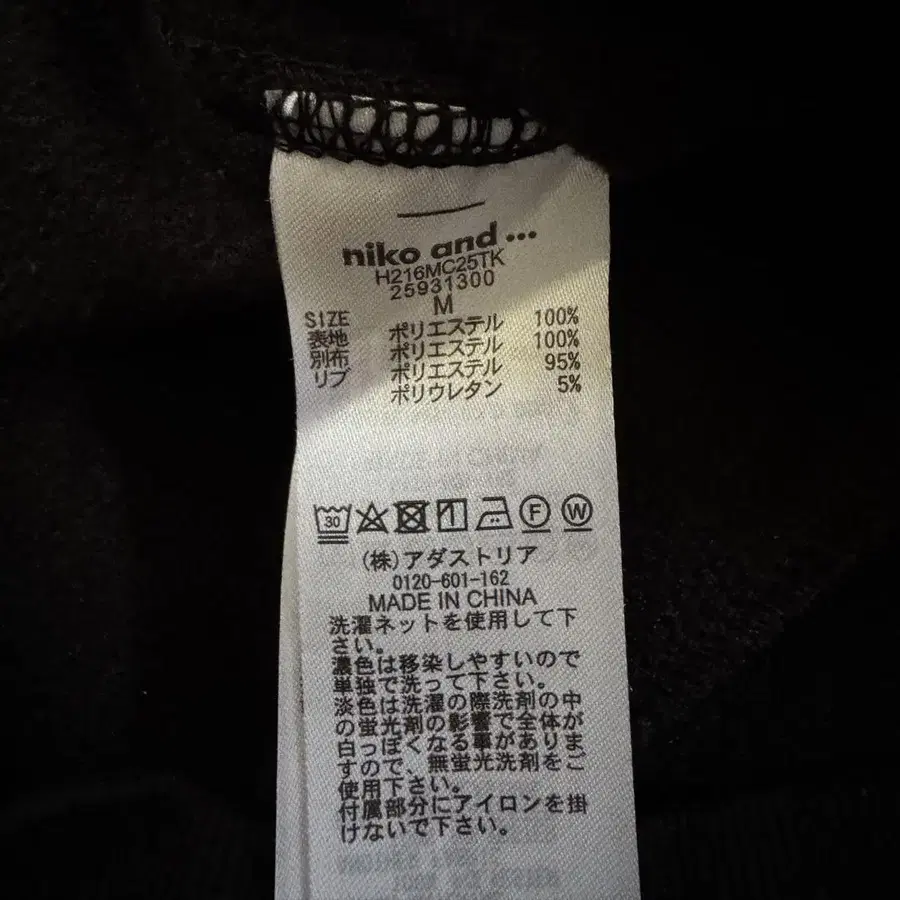 niko and ...
H216MC25TK
25931300
SIZE M
表地 ポリエステル 100%
別布 ポリエステル 100%
リブ ポリエステル 95%
ポリウレタン 5%
30 F W
(株)アダストリア
0120-601-162
MADE IN CHINA
洗濯ネットを使用して下
さい。
濃色は移染しやすいので
単独で洗って下さい。
淡色は洗濯の際洗剤の中
の蛍光剤の影響で全体が
白っぽくなる事がありま
すので、無蛍光洗剤をご
使用下さい。
付属部分にアイロンを掛
けないで下さい。